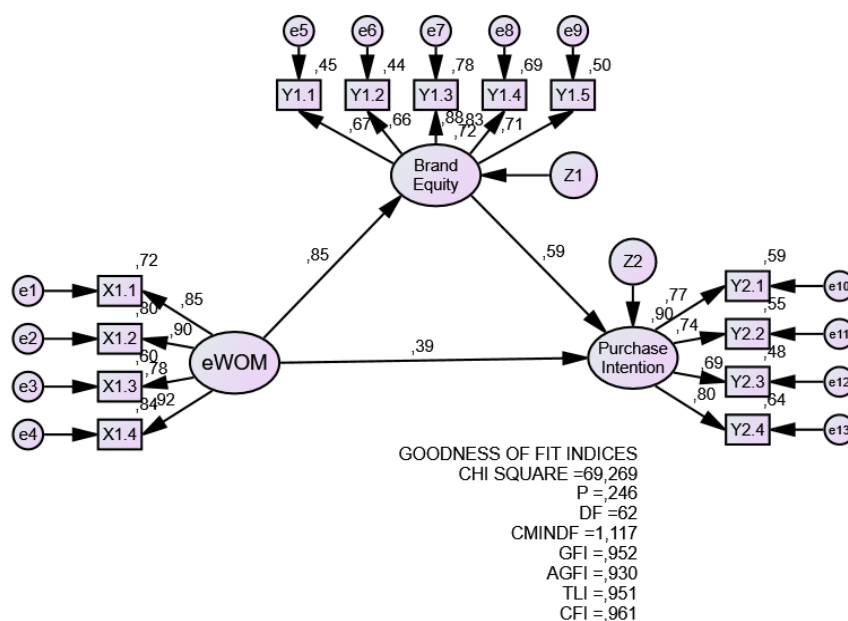 e5 e6 e7 e8 e9
,45 ,44 ,78 ,69 ,50
Y1.1 Y1.2 Y1.3 Y1.4 Y1.5
,67 ,66 ,88 ,83 ,71
,72
Brand
Equity
Z1
,85
,59
Z2
,72
e1 X1.1 ,85
,80
e2 X1.2 ,90
,60
e3 X1.3 ,78
,84
e4 X1.4 ,92
eWOM
,39
,90
Purchase
Intention
,59
,77 Y2.1 e10
,55
,74 Y2.2 e11
,48
,69 Y2.3 e12
,64
,80 Y2.4 e13
GOODNESS OF FIT INDICES
CHI SQUARE =69,269
P =,246
DF =62
CMINDF =1,117
GFI =,952
AGFI =,930
TLI =,951
CFI =,961